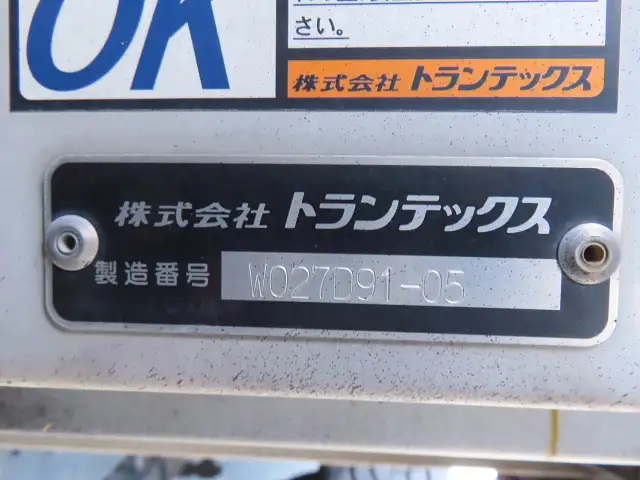 OK
さい。
株式会社 トランテックス
株式会社 トランテックス
製造番号 W027D91-05